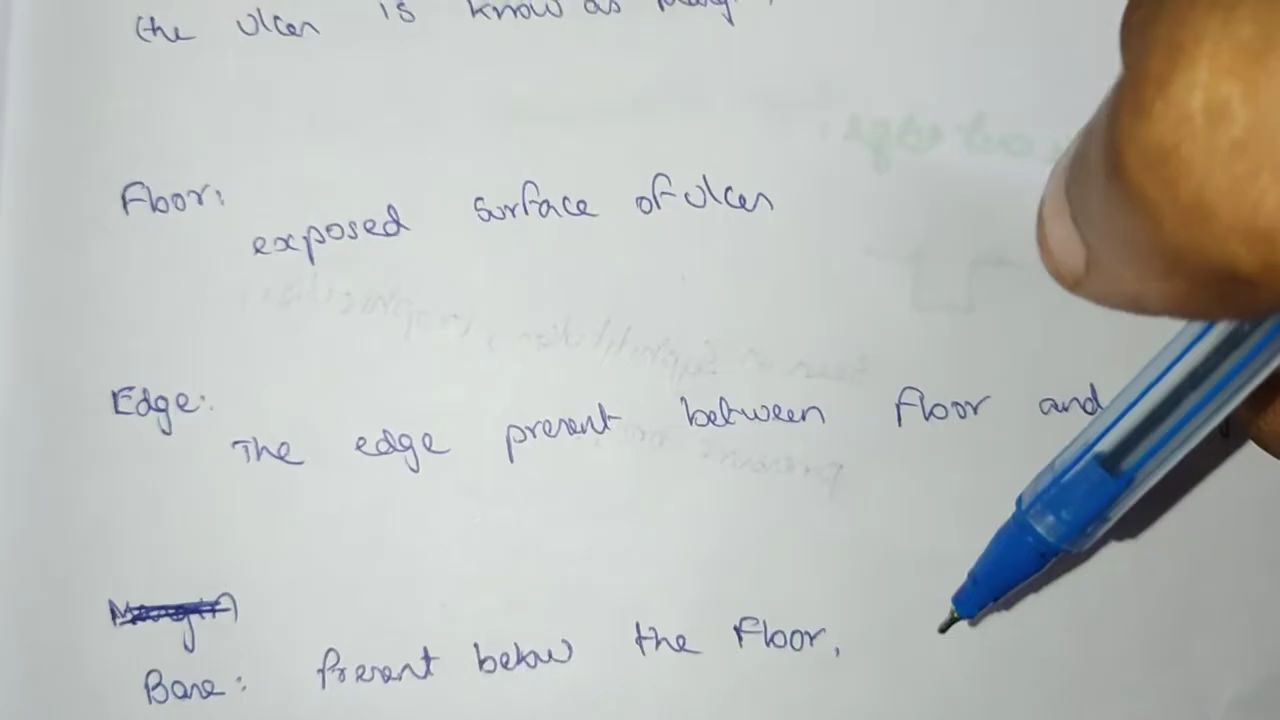 the ulcer is know as
Floor:
exposed surface of ulcer
Edge:
The edge present between floor and
Margin
Base: Present below the Floor,